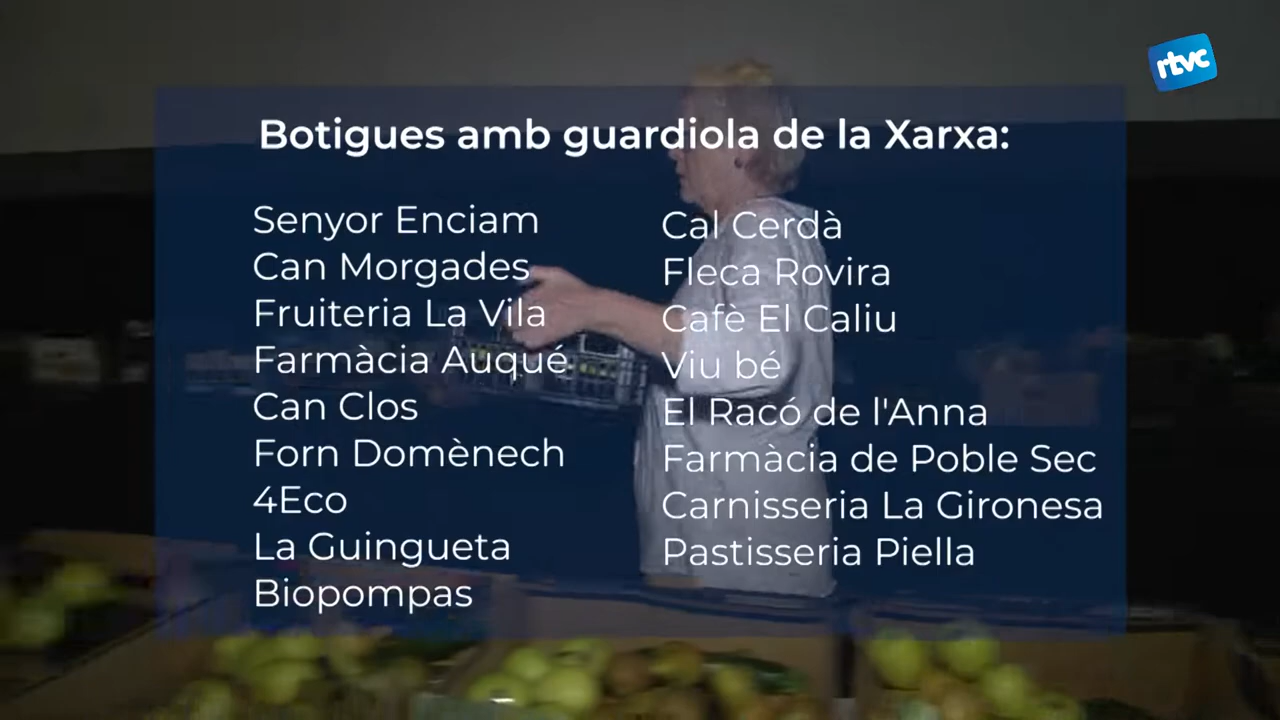 rtvc
Botigues amb guardiola de la Xarxa:
Senyor Enciam
Can Morgades
Fruiteria La Vila
Farmàcia Auqué
Can Clos
Forn Domènech
4Eco
La Guingueta
Biopompas
Cal Cerdà
Fleca Rovira
Cafè El Caliu
Viu bé
El Racó de l'Anna
Farmàcia de Poble Sec
Carnisseria La Gironesa
Pastisseria Piella